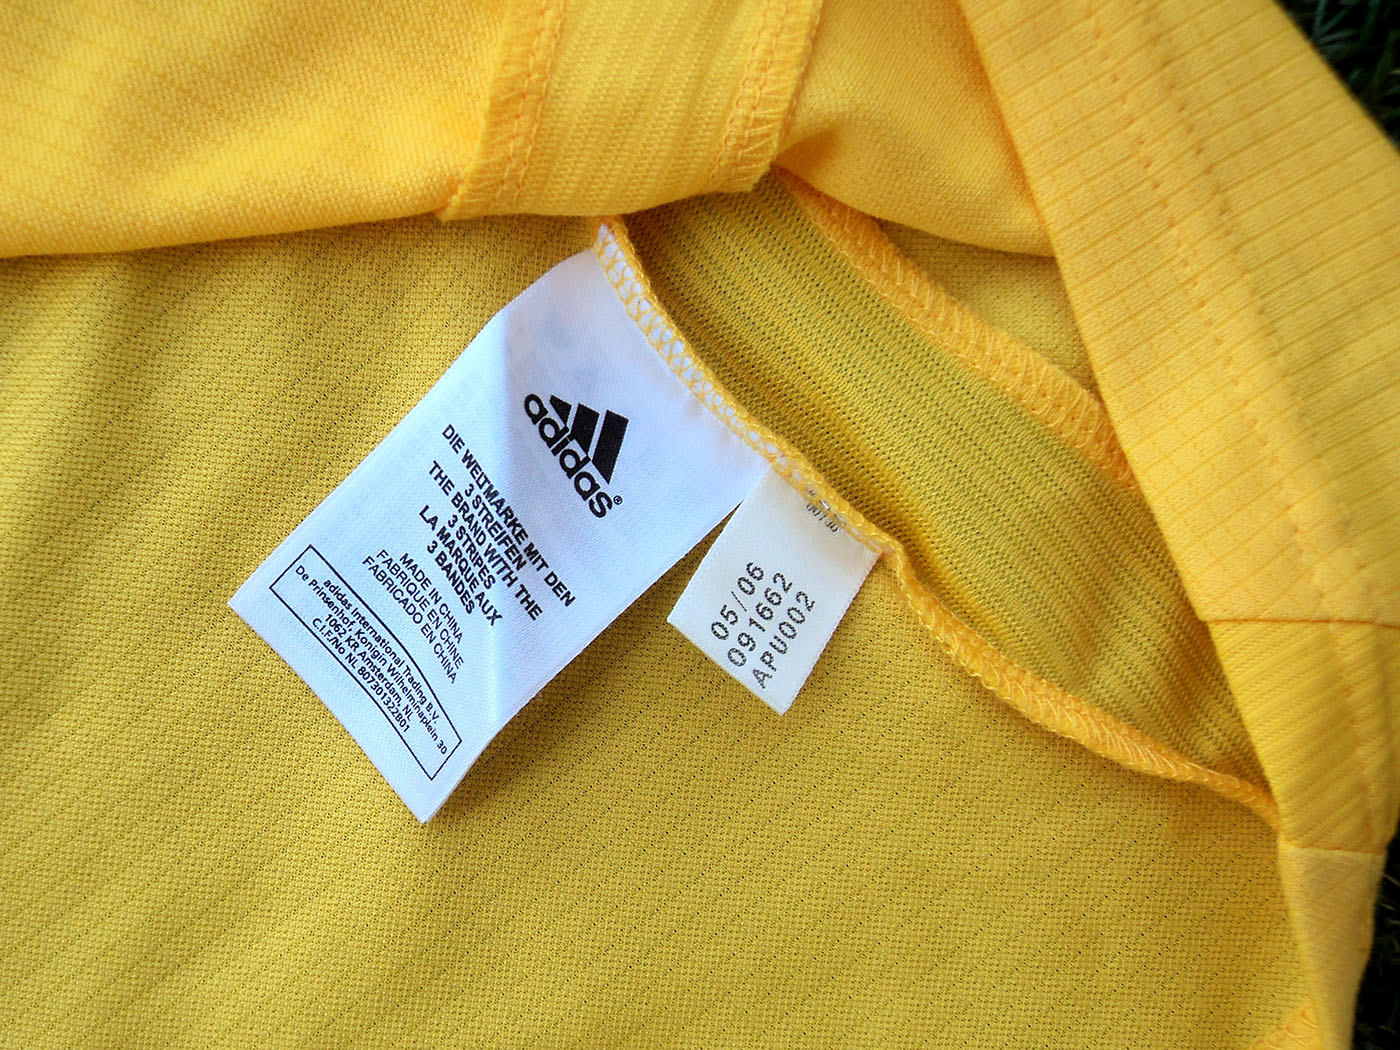 adidas®
DIE WELTMARKE MIT DEN
3 STREIFEN
THE BRAND WITH THE
3 STRIPES
LA MARQUE AUX
3 BANDES
MADE IN CHINA
FABRIQUE EN CHINE
FABRICADO EN CHINA
adidas International Trading B.V.
De Prinsenhof, Konigin Wilhelminaplein 30
1062 KR Amsterdam, NL
C.I.F./No NL 807301322B01
05/06
091662
APU002